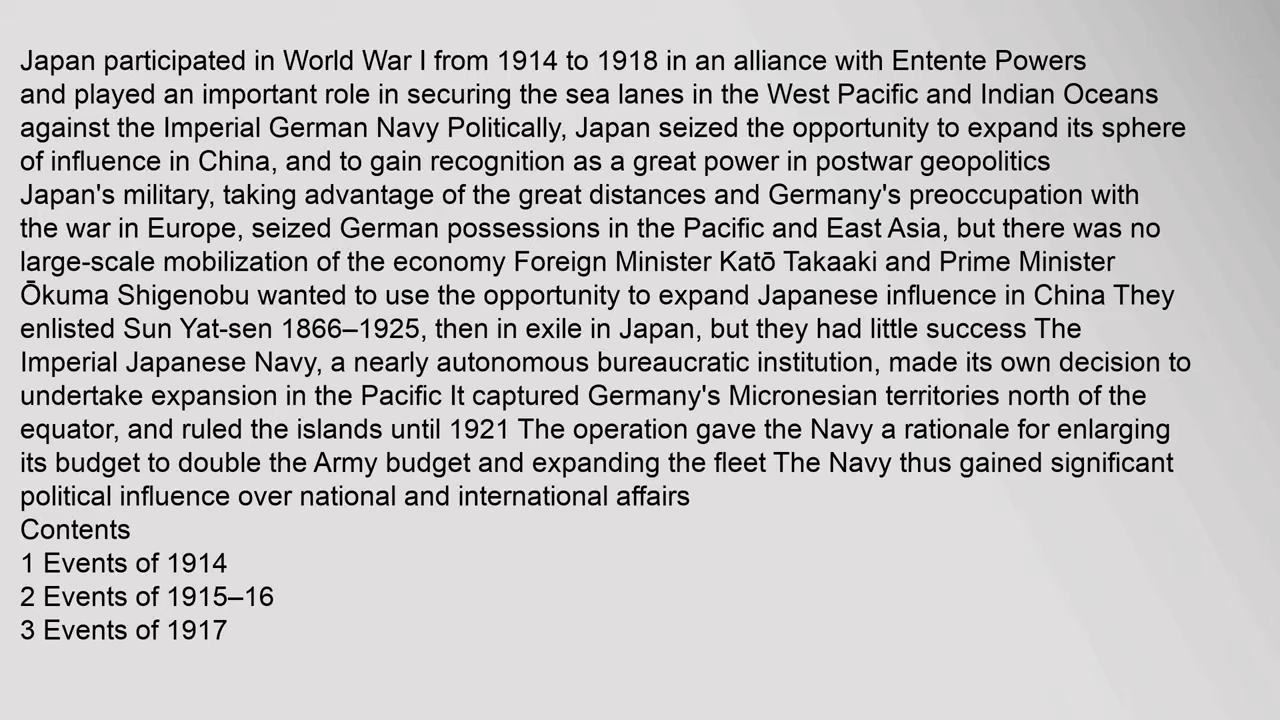 Japan participated in World War I from 1914 to 1918 in an alliance with Entente Powers
and played an important role in securing the sea lanes in the West Pacific and Indian Oceans
against the Imperial German Navy Politically, Japan seized the opportunity to expand its sphere
of influence in China, and to gain recognition as a great power in postwar geopolitics
Japan's military, taking advantage of the great distances and Germany's preoccupation with
the war in Europe, seized German possessions in the Pacific and East Asia, but there was no
large-scale mobilization of the economy Foreign Minister Katō Takaaki and Prime Minister
Ōkuma Shigenobu wanted to use the opportunity to expand Japanese influence in China They
enlisted Sun Yat-sen 1866–1925, then in exile in Japan, but they had little success The
Imperial Japanese Navy, a nearly autonomous bureaucratic institution, made its own decision to
undertake expansion in the Pacific It captured Germany's Micronesian territories north of the
equator, and ruled the islands until 1921 The operation gave the Navy a rationale for enlarging
its budget to double the Army budget and expanding the fleet The Navy thus gained significant
political influence over national and international affairs
Contents
1 Events of 1914
2 Events of 1915–16
3 Events of 1917